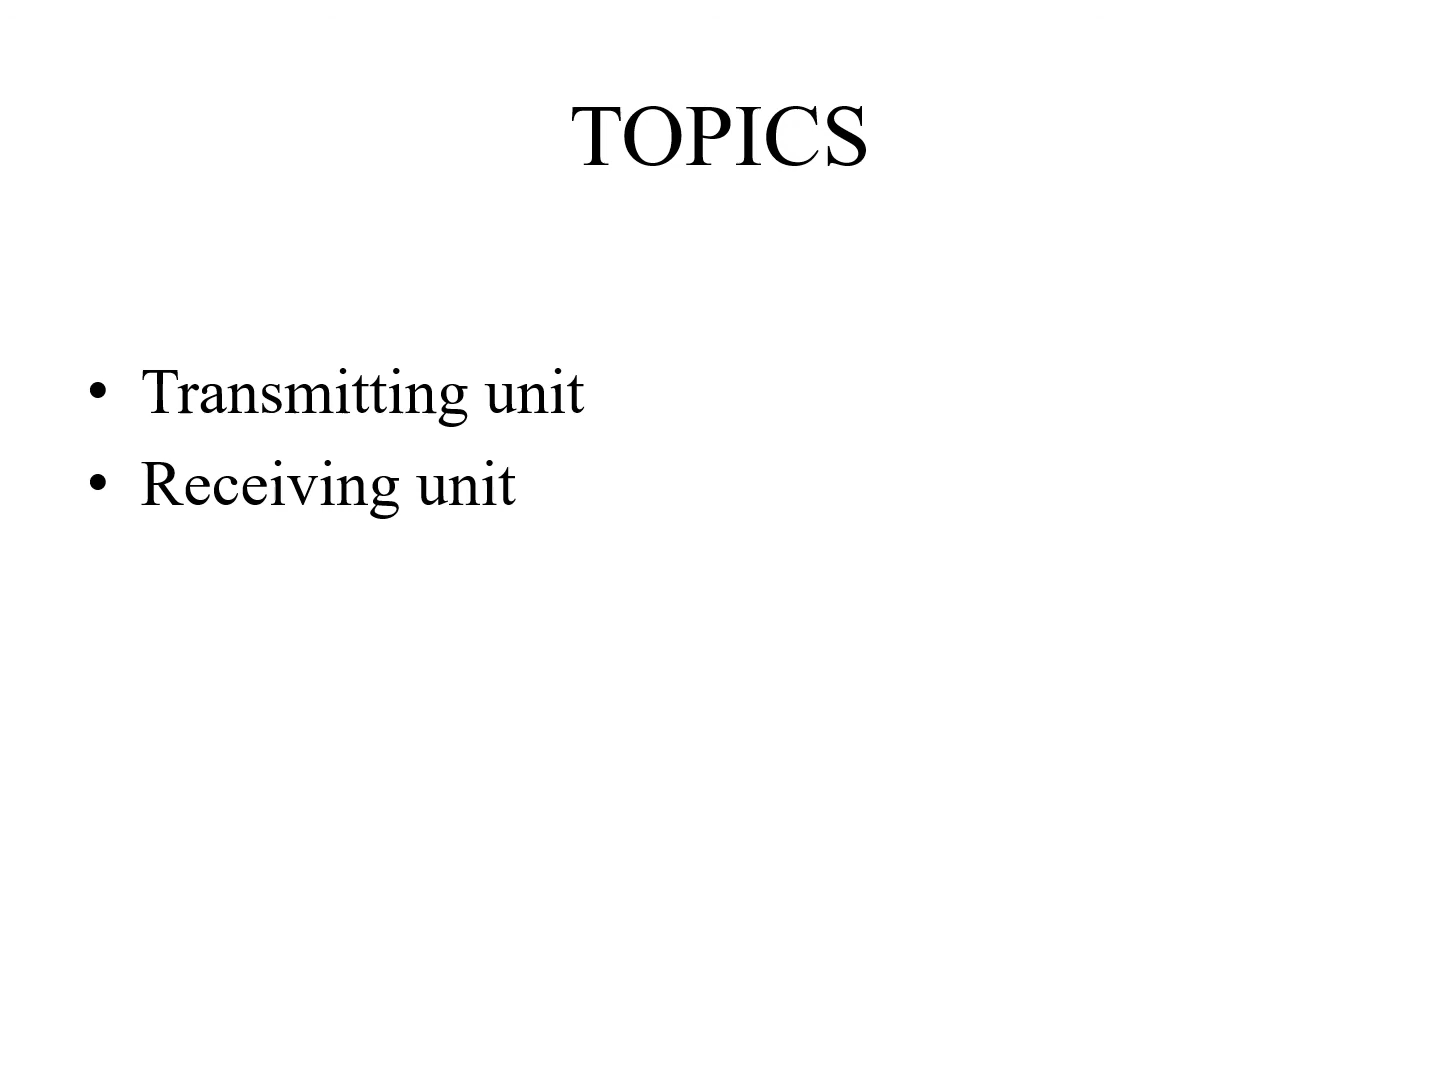 TOPICS
• Transmitting unit
• Receiving unit